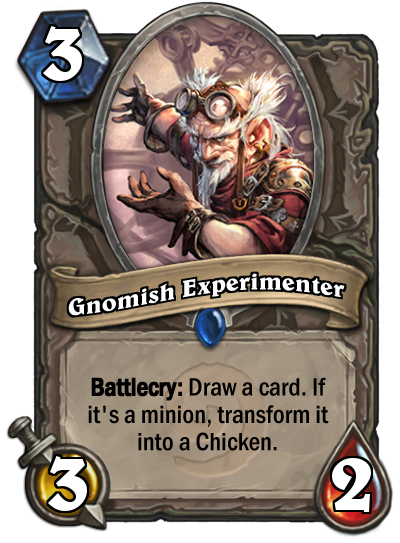 3
Gnomish Experimenter
Battlecry: Draw a card. If
it's a minion, transform it
into a Chicken.
3
2